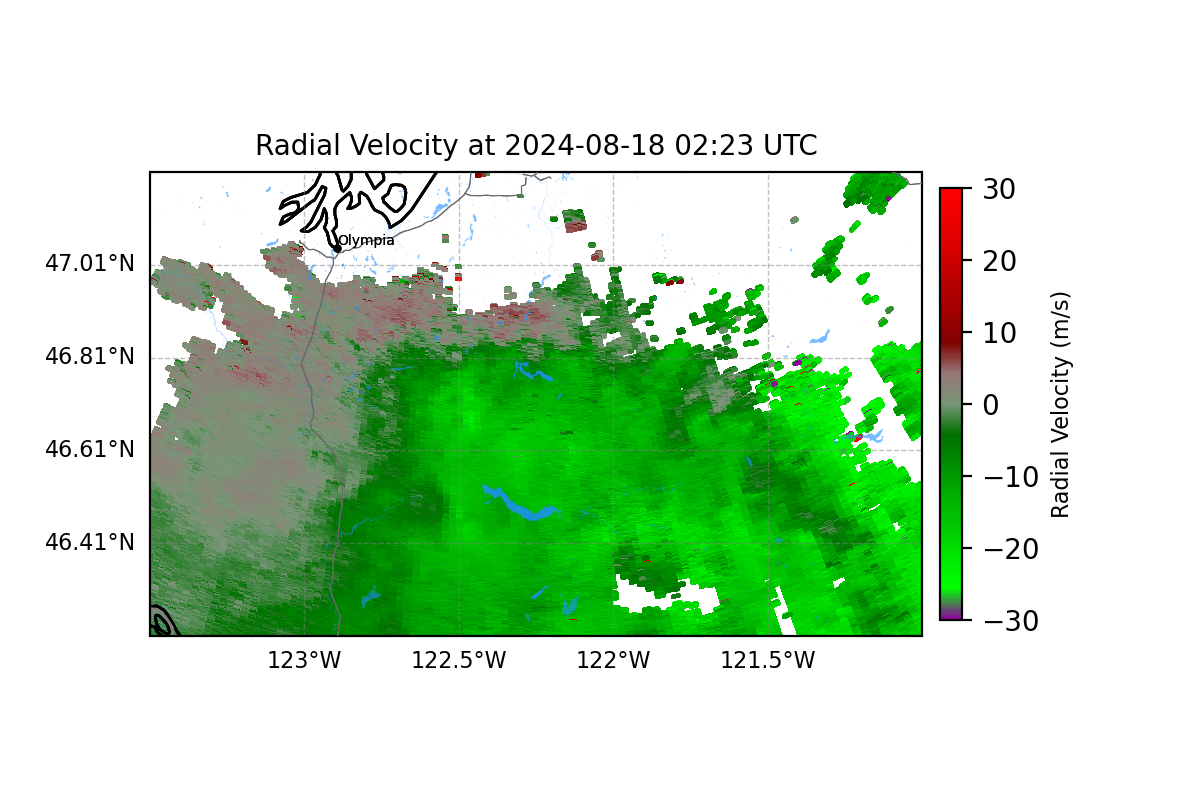 Radial Velocity at 2024-08-18 02:23 UTC
Olympia
47.01°N
46.81°N
46.61°N
46.41°N
123°W
122.5°W
122°W
121.5°W
30
20
10
0
−10
−20
−30
Radial Velocity (m/s)